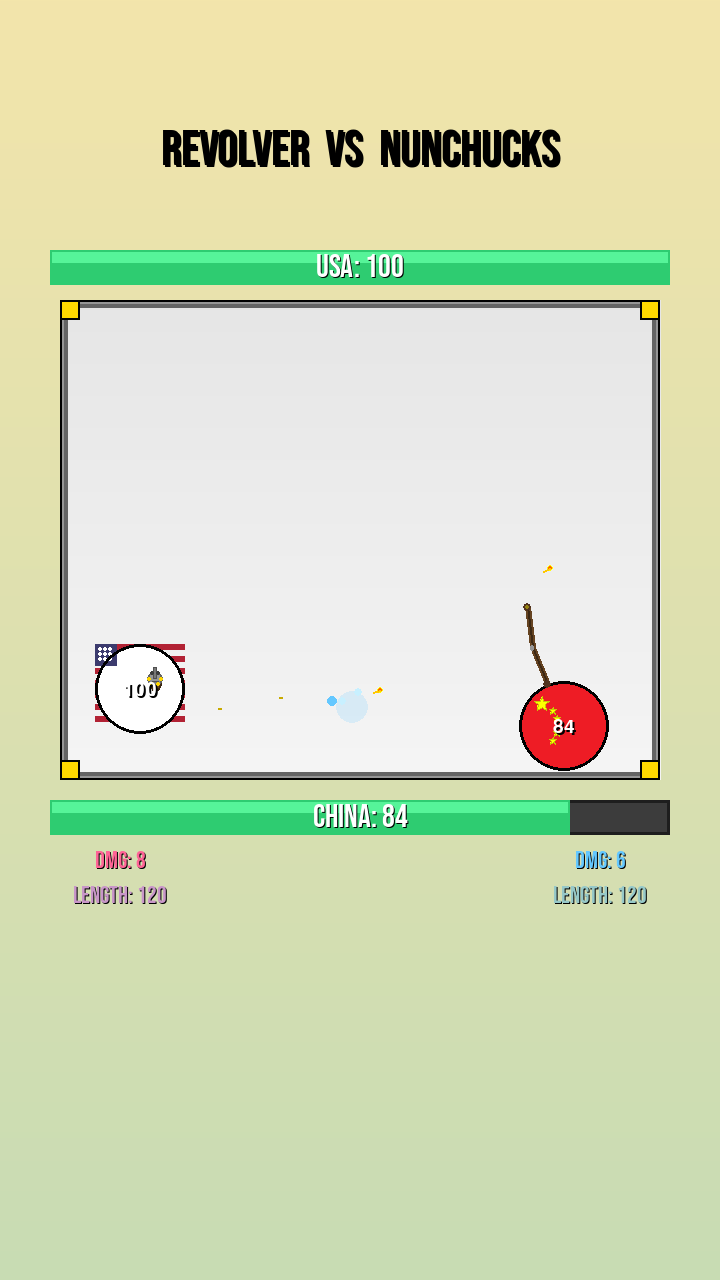 REVOLVER VS NUNCHUCKS
USA: 100
100
84
CHINA: 84
DMG: 8
DMG: 6
LENGTH: 120
LENGTH: 120